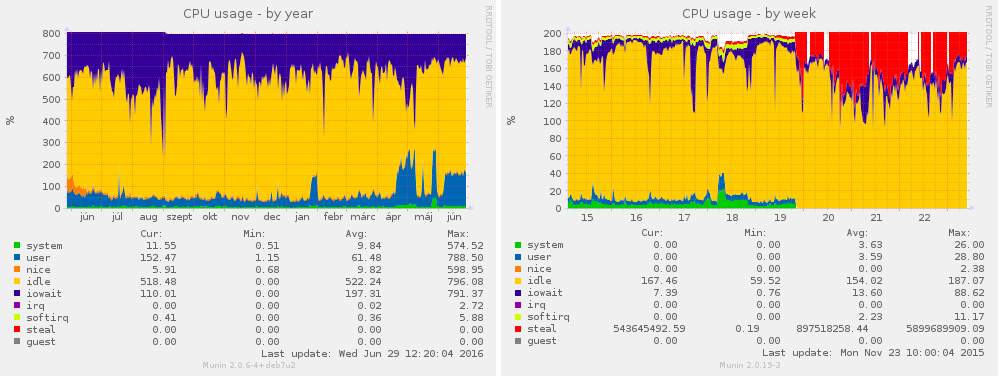 CPU usage - by year
RRDTOOL / TOBI OETIKER
%
800
700
600
500
400
300
200
100
0
jún júl aug szept okt nov dec jan febr márc ápr máj jún
Cur: Min: Avg: Max:
system 11.55 0.51 9.84 574.52
user 152.47 1.15 61.48 788.50
nice 5.91 0.68 9.82 598.95
idle 518.48 0.00 522.24 796.08
iowait 110.01 0.00 197.31 791.37
irq 0.00 0.00 0.02 2.72
softirq 0.41 0.00 0.36 5.88
steal 0.00 0.00 0.00 0.00
guest 0.00 0.00 0.00 0.00
Last update: Wed Jun 29 12:20:04 2016
Munin 2.0.6-4+deb7u2
CPU usage - by week
RRDTOOL / TOBI OETIKER
%
200
180
160
140
120
100
80
60
40
20
0
15 16 17 18 19 20 21 22
Cur: Min: Avg: Max:
system 0.00 0.00 3.63 26.00
user 0.00 0.00 3.59 28.80
nice 0.00 0.00 0.00 2.38
idle 167.46 59.52 154.02 187.07
iowait 7.39 0.76 13.60 88.62
irq 0.00 0.00 0.00 0.00
softirq 0.00 0.00 2.23 11.17
steal 543645492.59 0.19 897518258.44 5899689909.09
guest 0.00 0.00 0.00 0.00
Last update: Mon Nov 23 10:00:04 2015
Munin 2.0.19-3